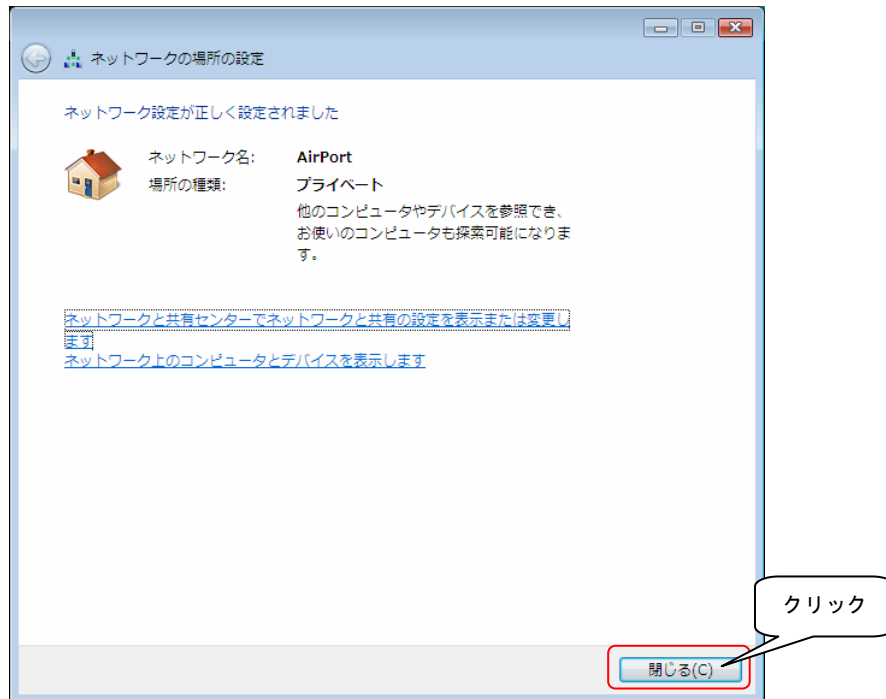 ネットワークの場所の設定
ネットワーク設定が正しく設定されました
ネットワーク名: AirPort
場所の種類: プライベート
他のコンピュータやデバイスを参照でき、
お使いのコンピュータも探索可能になりま
す。
ネットワークと共有センターでネットワークと共有の設定を表示または変更し
ます
ネットワーク上のコンピュータとデバイスを表示します
クリック
閉じる(C)